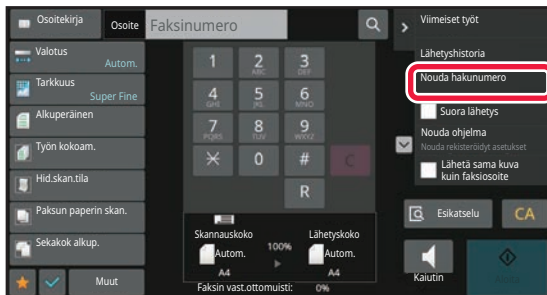 Osoitekirja
Osoite
Faksinumero
Viimeiset työt
Valotus
Autom.
Tarkkuus
Super Fine
Alkuperäinen
Työn kokoam.
Hid.skan.tila
Paksun paperin skan.
Sekakok alkup.
Muut
1
2
ABC
3
DEF
4
GHI
5
JKL
6
MNO
7
PQRS
8
TUV
9
WXYZ
0
#
C
R
Skannauskoko
Lähetyskoko
Autom.
100%
Autom.
A4
A4
Faksin vast.ottomuisti: 0%
Lähetyshistoria
Nouda hakunumero
Suora lähetys
Nouda ohjelma
Nouda rekisteröidyt asetukset
Lähetä sama kuva
kuin faksiosoite
Esikatselu
CA
Kaiutin